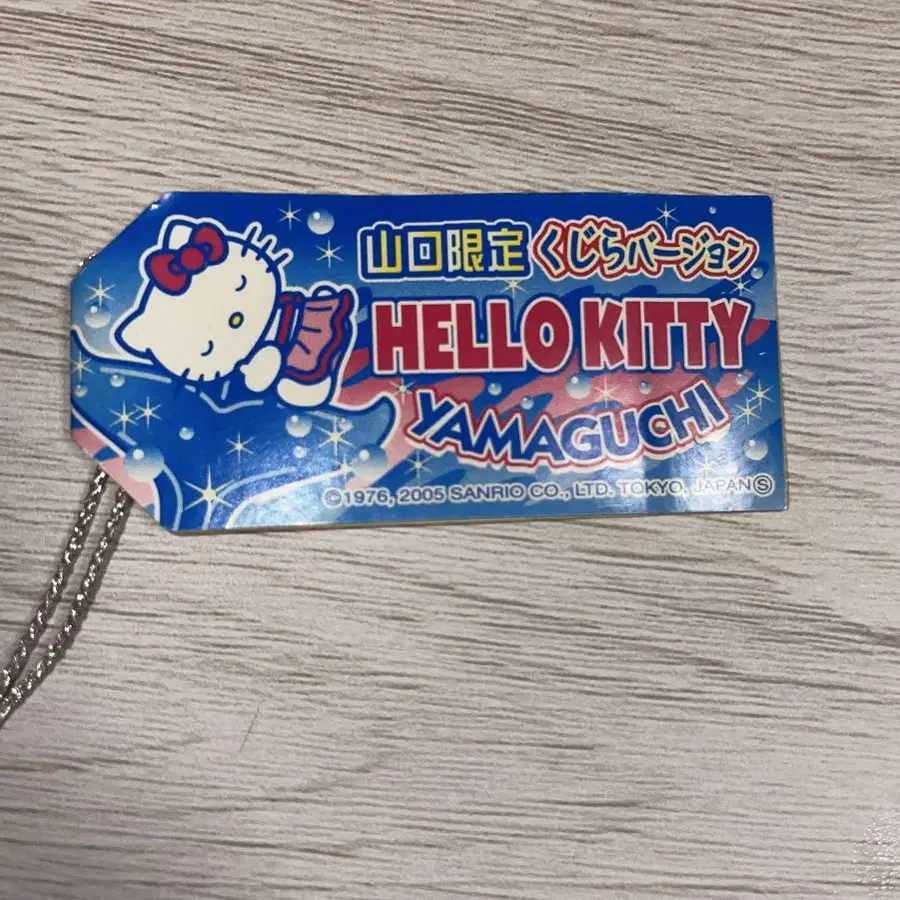 山口限定 くじらバージョン
HELLO KITTY
YAMAGUCHI
©1976, 2005 SANRIO CO., LTD. TOKYO, JAPAN Ⓢ